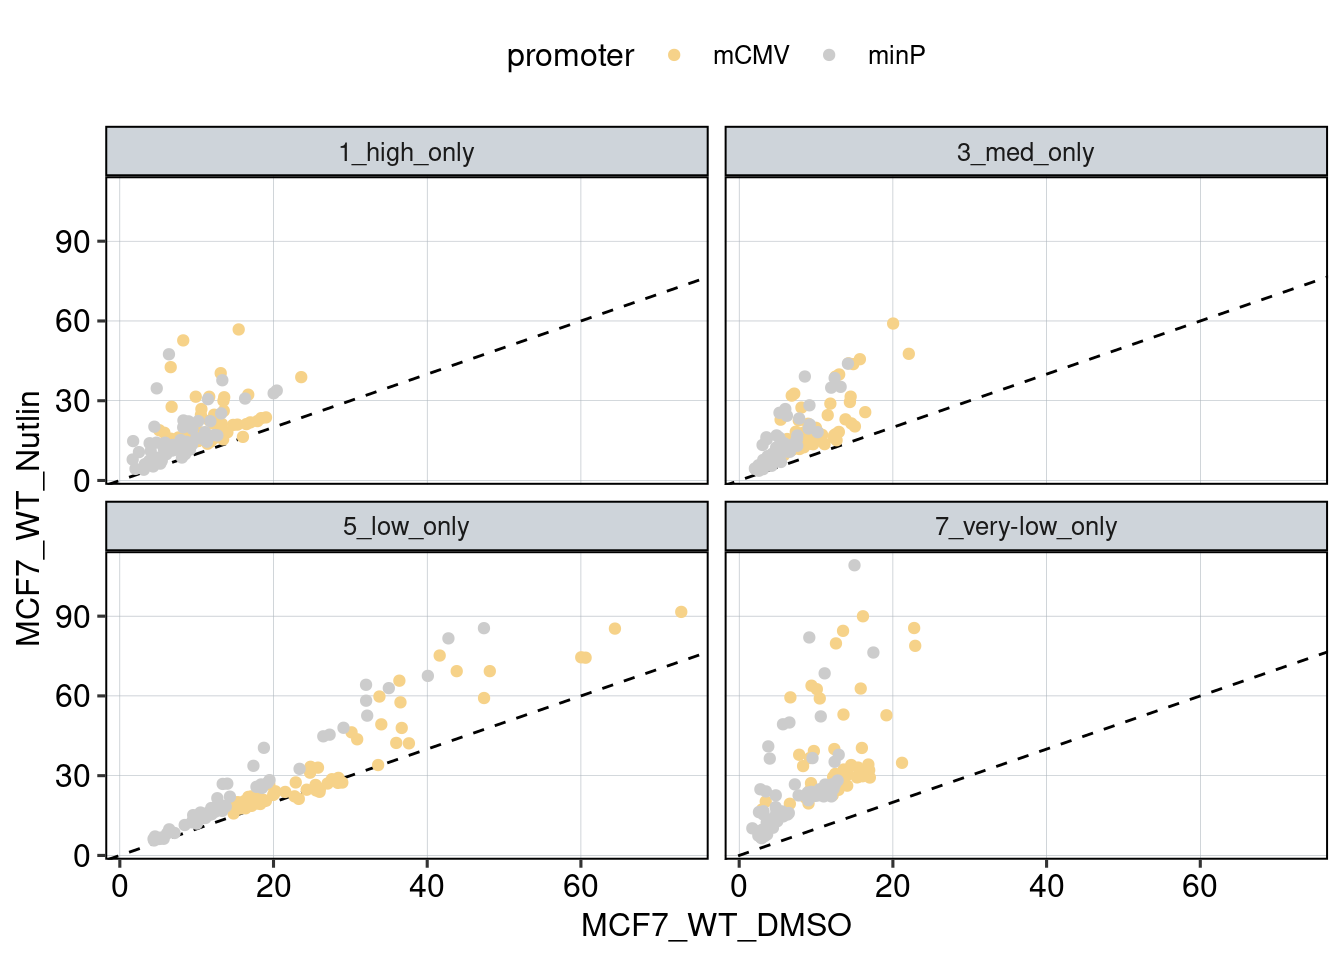 promoter mCMV minP
1_high_only 3_med_only
90
60
30
0
5_low_only 7_very-low_only
90
60
30
0
0 20 40 60 0 20 40 60
MCF7_WT_DMSO
MCF7_WT_Nutlin